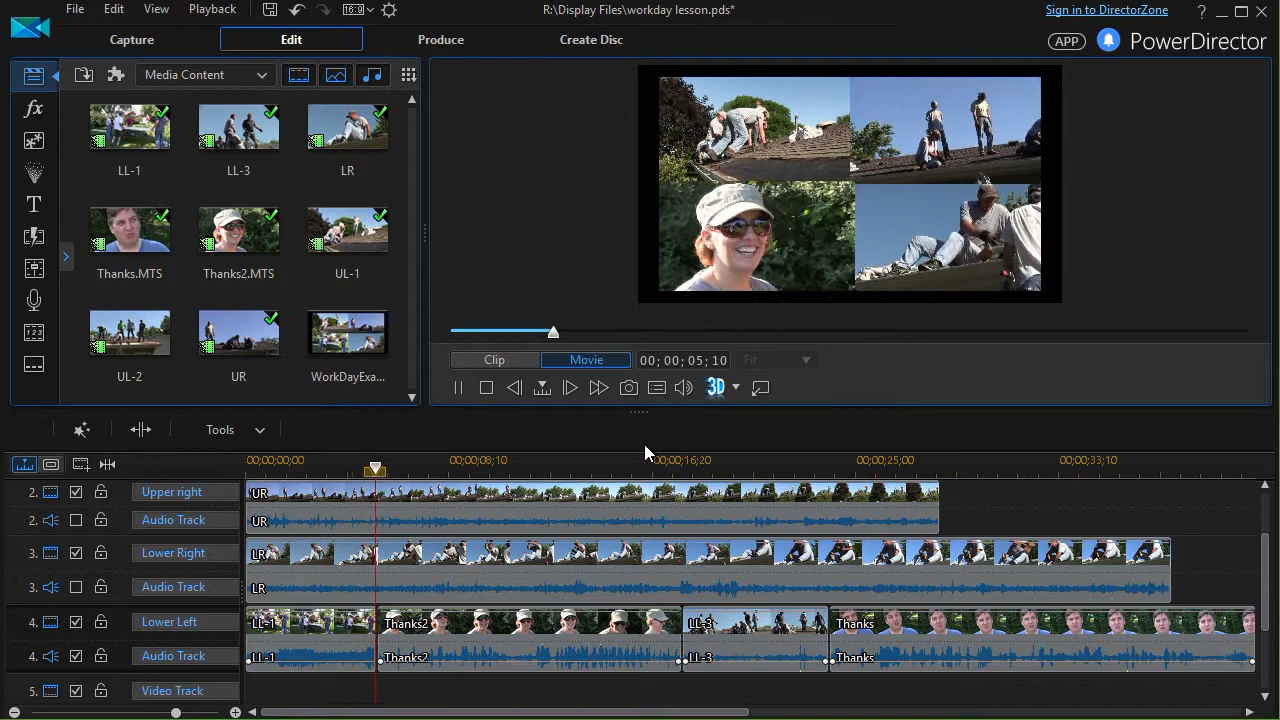 File Edit View Playback 16:9 R:\Display Files\workday lesson.pds* Sign in to DirectorZone ?
Capture Edit Produce Create Disc APP PowerDirector
Media Content
fx
LL-1 LL-3 LR
T
Thanks.MTS Thanks2.MTS UL-1
UL-2 UR WorkDayExa...
Clip Movie 00; 00; 05; 10 Fit
3D
Tools
00;00;00;00 00;00;08;10 00;00;16;20 00;00;25;00 00;00;33;10
2. Upper right UR
2. Audio Track UR
3. Lower Right LR
3. Audio Track LR
4. Lower Left LL-1 Thanks2 LL-3 Thanks
4. Audio Track LL-1 Thanks2 LL-3 Thanks
5. Video Track